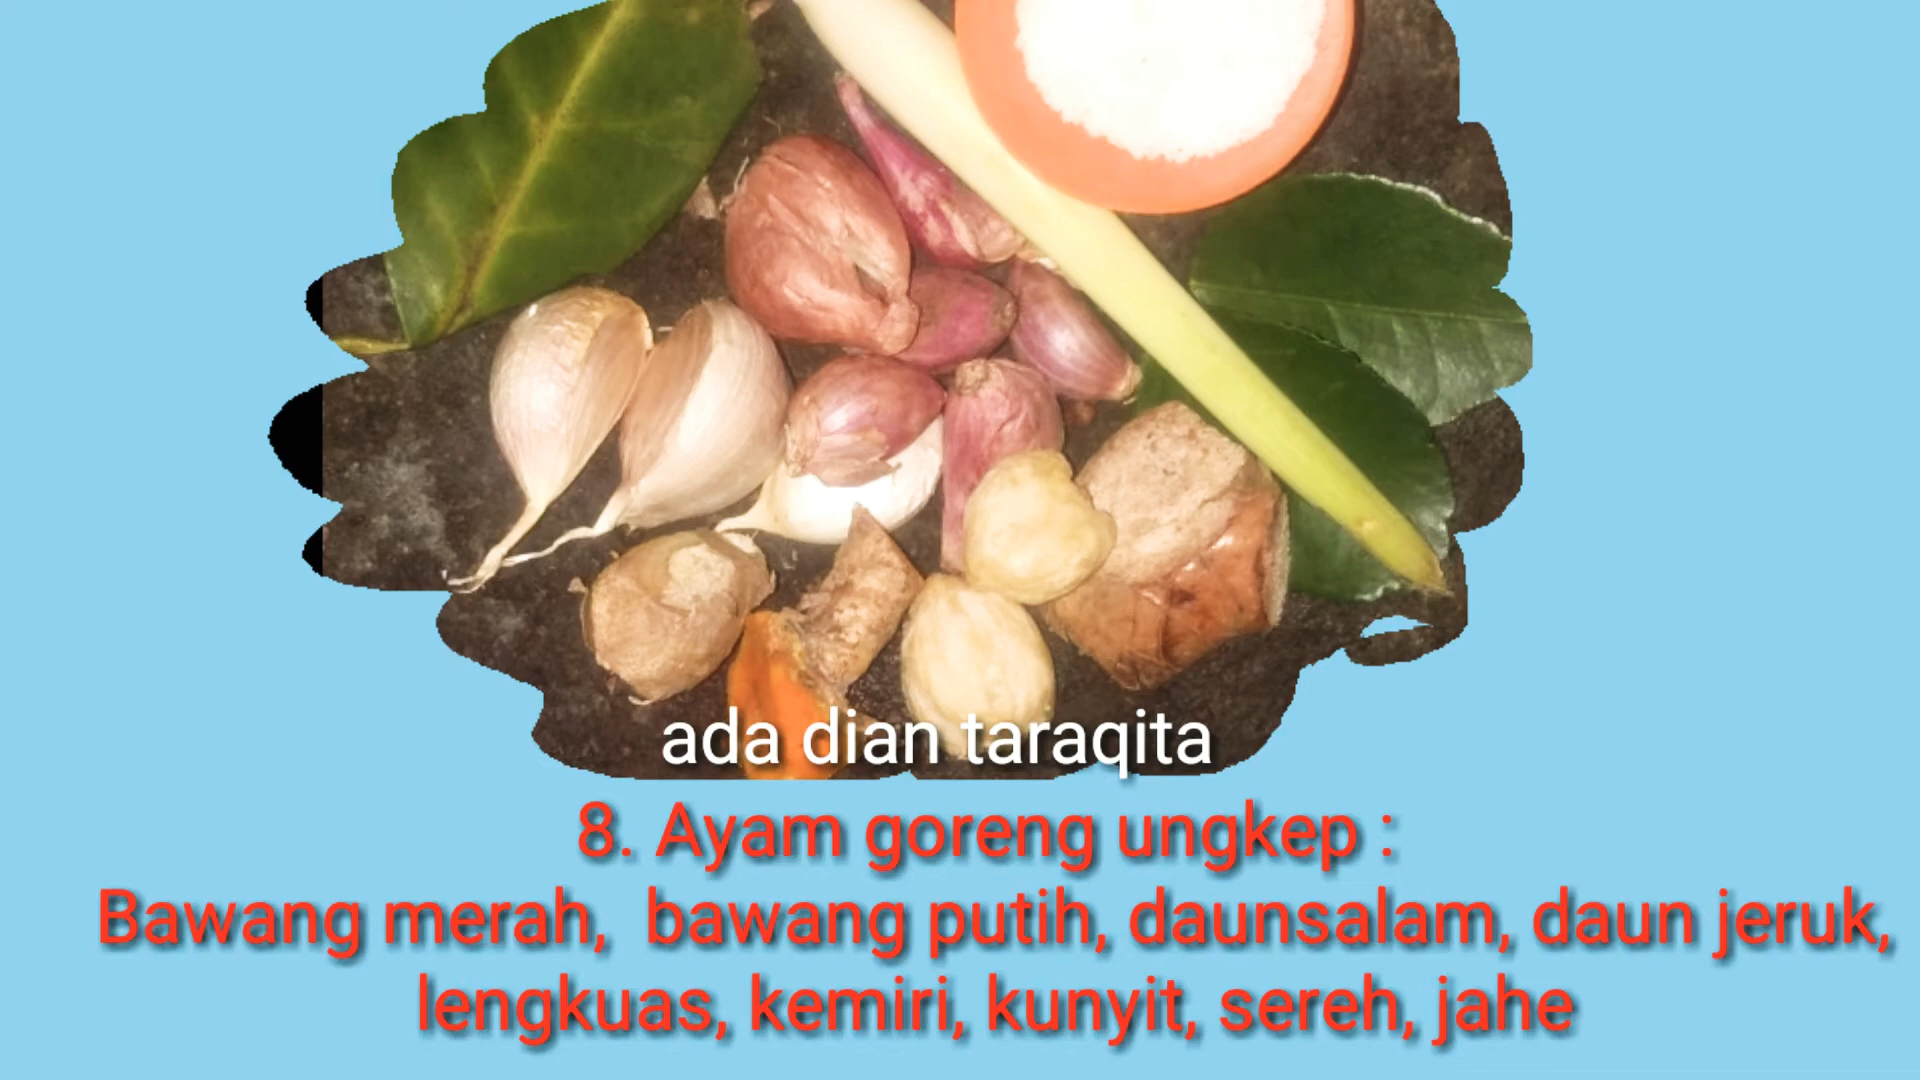 ada dian taraqita
8. Ayam goreng ungkep :
Bawang merah,  bawang putih, daunsalam, daun jeruk,
lengkuas, kemiri, kunyit, sereh, jahe